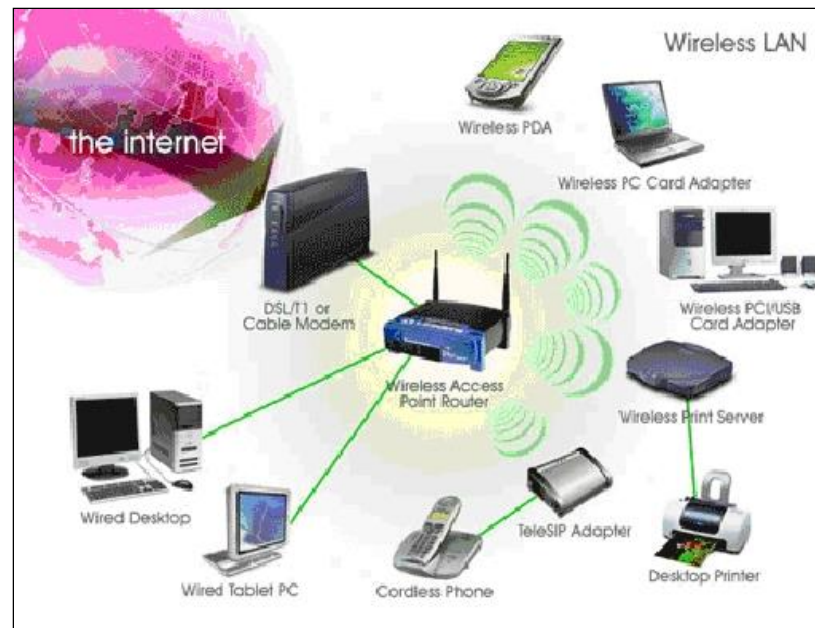 Wireless LAN
the internet
Wireless PDA
Wireless PC Card Adapter
DSL/T1 or
Cable Modem
Wireless PCI/USB
Card Adapter
Wireless Access
Point Router
Wireless Print Server
Wired Desktop
TeleSIP Adapter
Wired Tablet PC
Cordless Phone
Desktop Printer